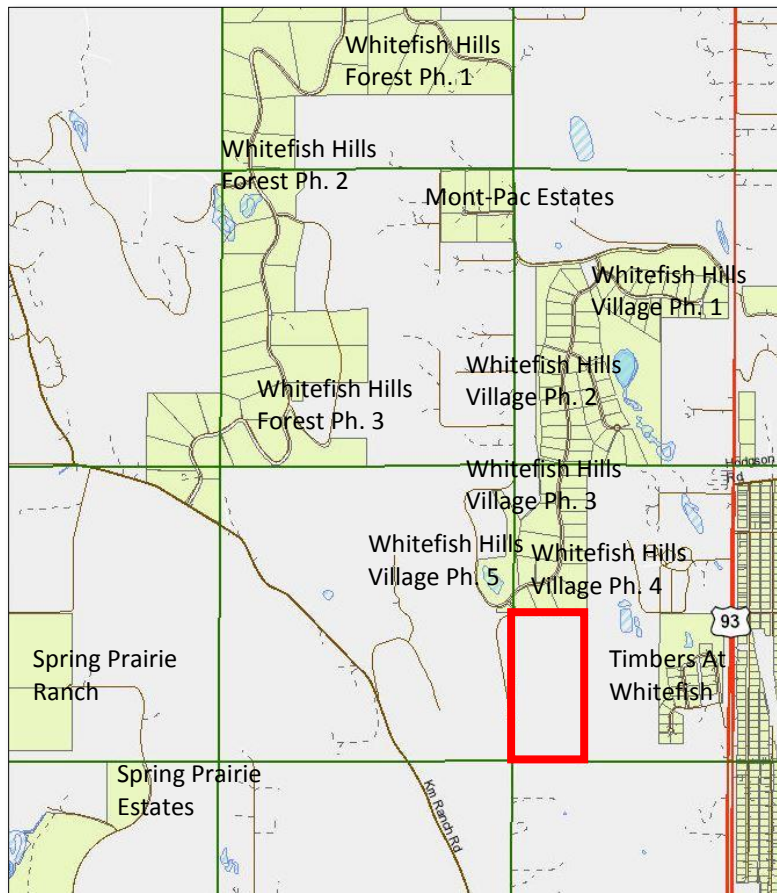 Whitefish Hills
Forest Ph. 1
Whitefish Hills
Forest Ph. 2
Mont-Pac Estates
Whitefish Hills
Village Ph. 1
Whitefish Hills
Village Ph. 2
Whitefish Hills
Forest Ph. 3
Hodgson
Rd
Whitefish Hills
Village Ph. 3
Whitefish Hills
Village Ph. 5
Whitefish Hills
Village Ph. 4
93
Spring Prairie
Ranch
Timbers At
Whitefish
Spring Prairie
Estates
Km Ranch Rd